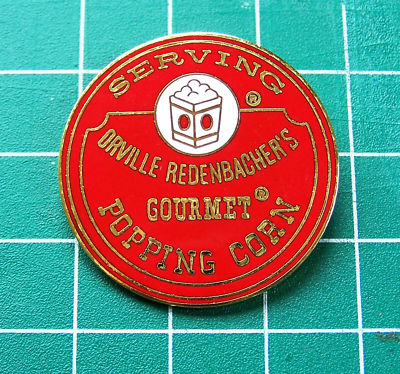 SERVING
®
ORVILLE REDENBACHER'S
GOURMET®
POPPING CORN